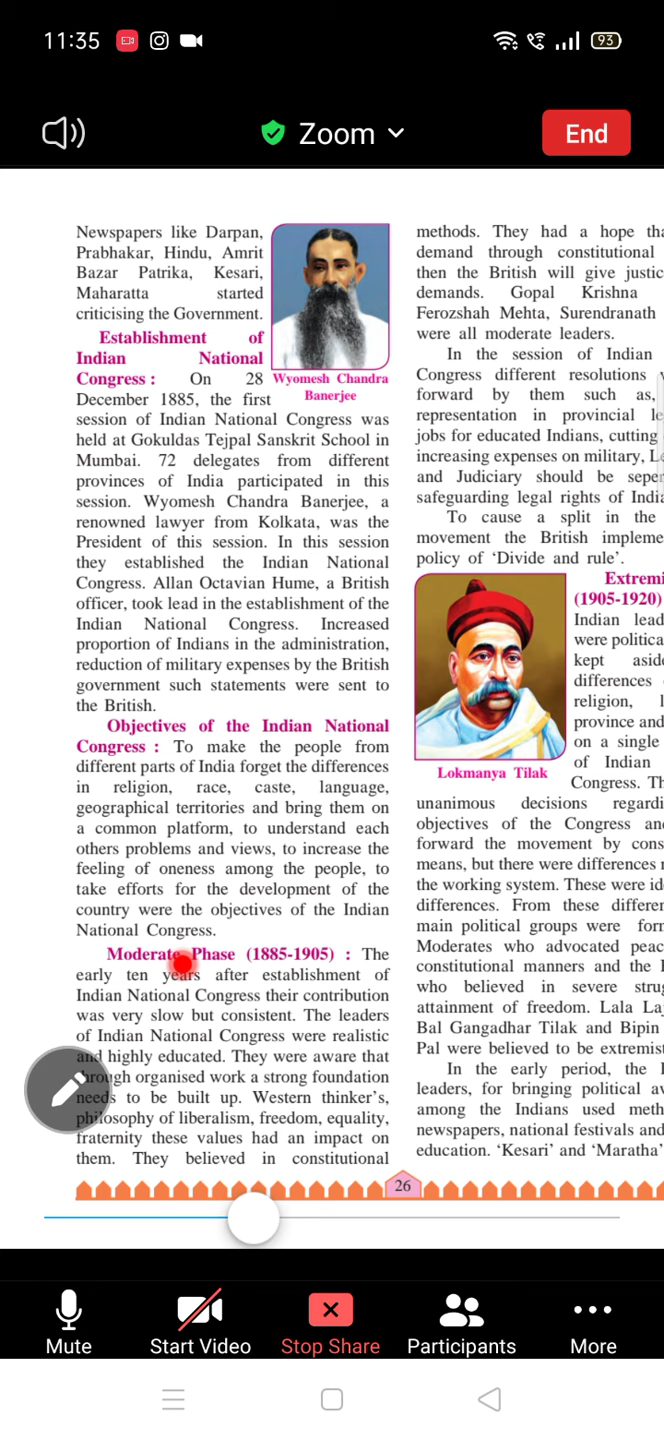 11:35
93
Zoom
End
Newspapers like Darpan,
Prabhakar, Hindu, Amrit
Bazar Patrika, Kesari,
Maharatta started
criticising the Government.
Establishment of
Indian National
Congress : On 28
December 1885, the first
Wyomesh Chandra
Banerjee
session of Indian National Congress was
held at Gokuldas Tejpal Sanskrit School in
Mumbai. 72 delegates from different
provinces of India participated in this
session. Wyomesh Chandra Banerjee, a
renowned lawyer from Kolkata, was the
President of this session. In this session
they established the Indian National
Congress. Allan Octavian Hume, a British
officer, took lead in the establishment of the
Indian National Congress. Increased
proportion of Indians in the administration,
reduction of military expenses by the British
government such statements were sent to
the British.
Objectives of the Indian National
Congress : To make the people from
different parts of India forget the differences
in religion, race, caste, language,
geographical territories and bring them on
a common platform, to understand each
others problems and views, to increase the
feeling of oneness among the people, to
take efforts for the development of the
country were the objectives of the Indian
National Congress.
Moderate Phase (1885-1905) : The
early ten years after establishment of
Indian National Congress their contribution
was very slow but consistent. The leaders
of Indian National Congress were realistic
and highly educated. They were aware that
through organised work a strong foundation
needs to be built up. Western thinker's,
philosophy of liberalism, freedom, equality,
fraternity these values had an impact on
them. They believed in constitutional
methods. They had a hope
demand through constitutional
then the British will give
demands. Gopal Krishna
Ferozshah Mehta, Surendranath
were all moderate leaders.
In the session of Indian
Congress different resolutions
forward by them such as,
representation in provincial
jobs for educated Indians, cutting
increasing expenses on military,
and Judiciary should be
safeguarding legal rights of
To cause a split in the
movement the British
policy of 'Divide and rule'.
Extremi
(1905-1920)
Indian lead
were politica
kept
differences
religion,
province and
on a single
of Indian
Lokmanya Tilak
Congress.
unanimous decisions
objectives of the Congress
forward the movement by
means, but there were differences
the working system. These were
differences. From these
main political groups were
Moderates who advocated
constitutional manners and the
who believed in severe
attainment of freedom. Lala
Bal Gangadhar Tilak and Bipin
Pal were believed to be
In the early period, the
leaders, for bringing political
among the Indians used
newspapers, national festivals and
education. 'Kesari' and 'Maratha'
26
Mute
Start Video
Stop Share
Participants
More